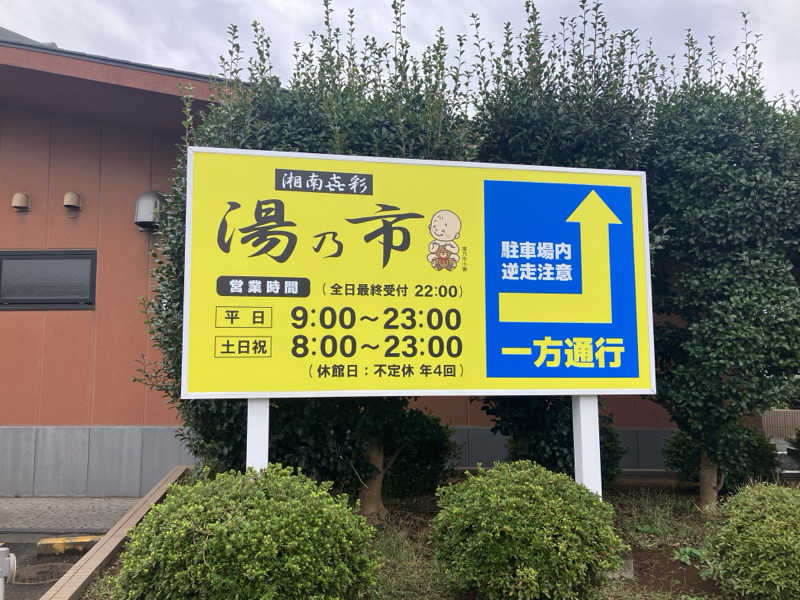 湘南㐂彩
湯乃市
営業時間 (全日最終受付 22:00)
平日 9:00～23:00
土日祝 8:00～23:00
(休館日：不定休 年4回)
駐車場内
逆走注意
一方通行